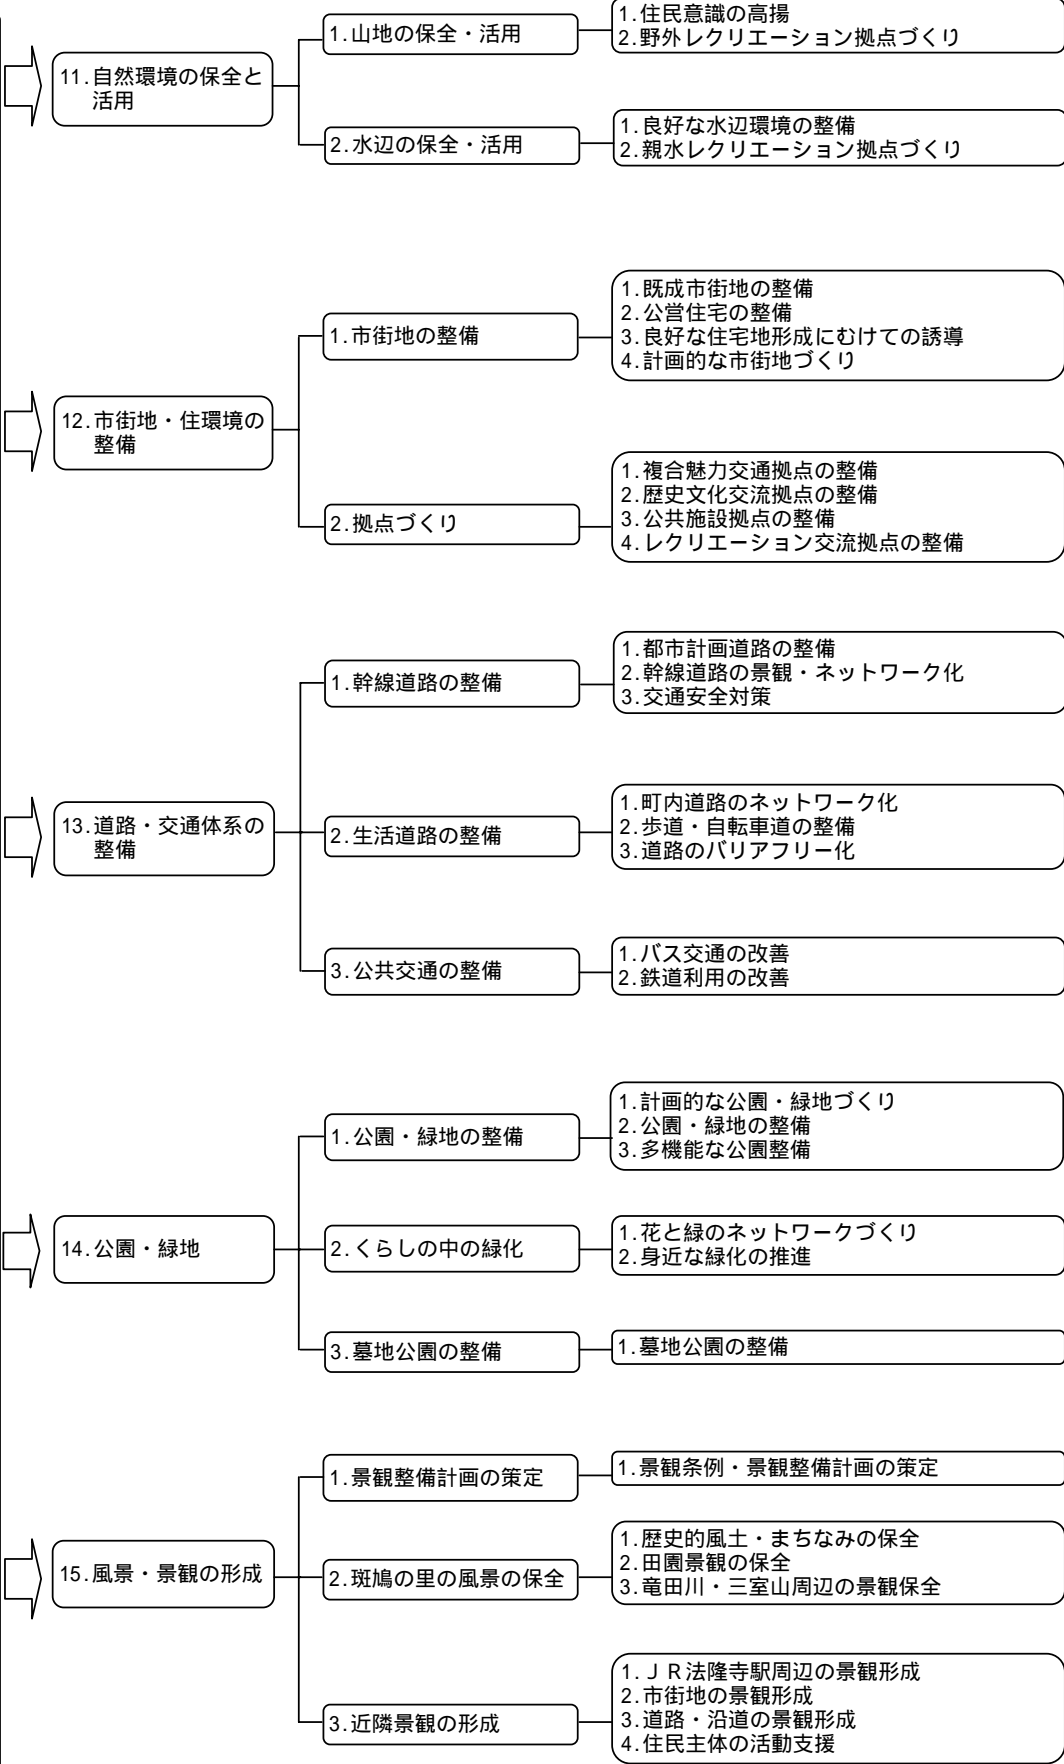 11.自然環境の保全と
活用
1.山地の保全・活用
1.住民意識の高揚
2.野外レクリエーション拠点づくり
2.水辺の保全・活用
1.良好な水辺環境の整備
2.親水レクリエーション拠点づくり
12.市街地・住環境の
整備
1.市街地の整備
1.既成市街地の整備
2.公営住宅の整備
3.良好な住宅地形成にむけての誘導
4.計画的な市街地づくり
2.拠点づくり
1.複合魅力交通拠点の整備
2.歴史文化交流拠点の整備
3.公共施設拠点の整備
4.レクリエーション交流拠点の整備
13.道路・交通体系の
整備
1.幹線道路の整備
1.都市計画道路の整備
2.幹線道路の景観・ネットワーク化
3.交通安全対策
2.生活道路の整備
1.町内道路のネットワーク化
2.歩道・自転車道の整備
3.道路のバリアフリー化
3.公共交通の整備
1.バス交通の改善
2.鉄道利用の改善
14.公園・緑地
1.公園・緑地の整備
1.計画的な公園・緑地づくり
2.公園・緑地の整備
3.多機能な公園整備
2.くらしの中の緑化
1.花と緑のネットワークづくり
2.身近な緑化の推進
3.墓地公園の整備
1.墓地公園の整備
15.風景・景観の形成
1.景観整備計画の策定
1.景観条例・景観整備計画の策定
2.斑鳩の里の風景の保全
1.歴史的風土・まちなみの保全
2.田園景観の保全
3.竜田川・三室山周辺の景観保全
3.近隣景観の形成
1.ＪＲ法隆寺駅周辺の景観形成
2.市街地の景観形成
3.道路・沿道の景観形成
4.住民主体の活動支援